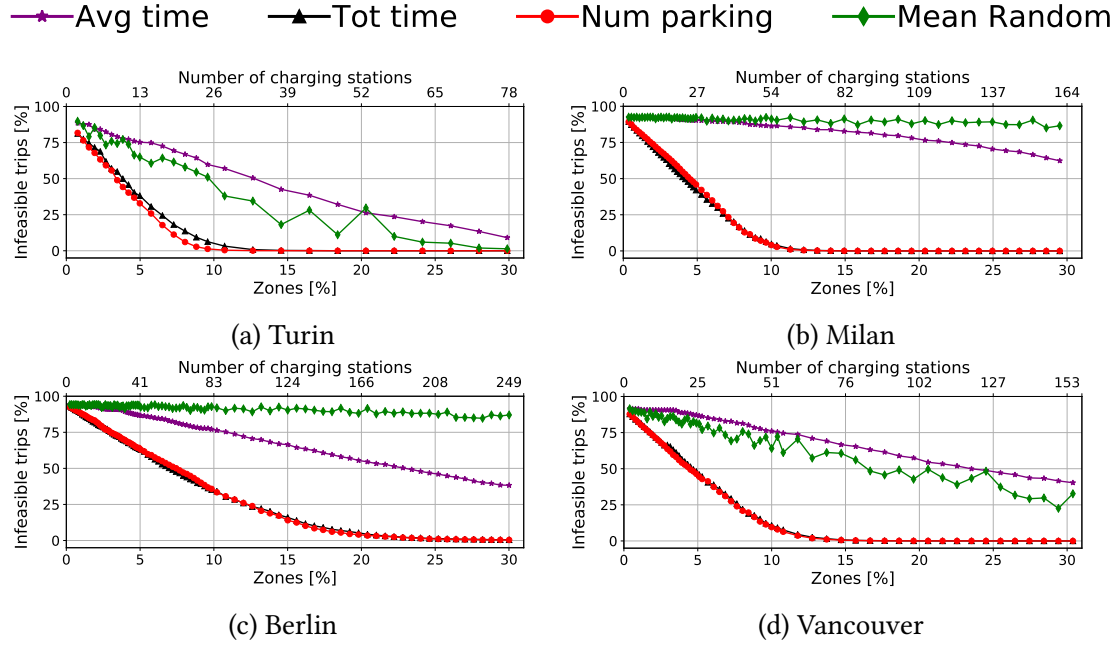 Avg time Tot time Num parking Mean Random
Number of charging stations
0 13 26 39 52 65 78
Infeasible trips [%]
100
75
50
25
0
0 5 10 15 20 25 30
Zones [%]
(a) Turin
Number of charging stations
0 27 54 82 109 137 164
Infeasible trips [%]
100
75
50
25
0
0 5 10 15 20 25 30
Zones [%]
(b) Milan
Number of charging stations
0 41 83 124 166 208 249
Infeasible trips [%]
100
75
50
25
0
0 5 10 15 20 25 30
Zones [%]
(c) Berlin
Number of charging stations
0 25 51 76 102 127 153
Infeasible trips [%]
100
75
50
25
0
0 5 10 15 20 25 30
Zones [%]
(d) Vancouver